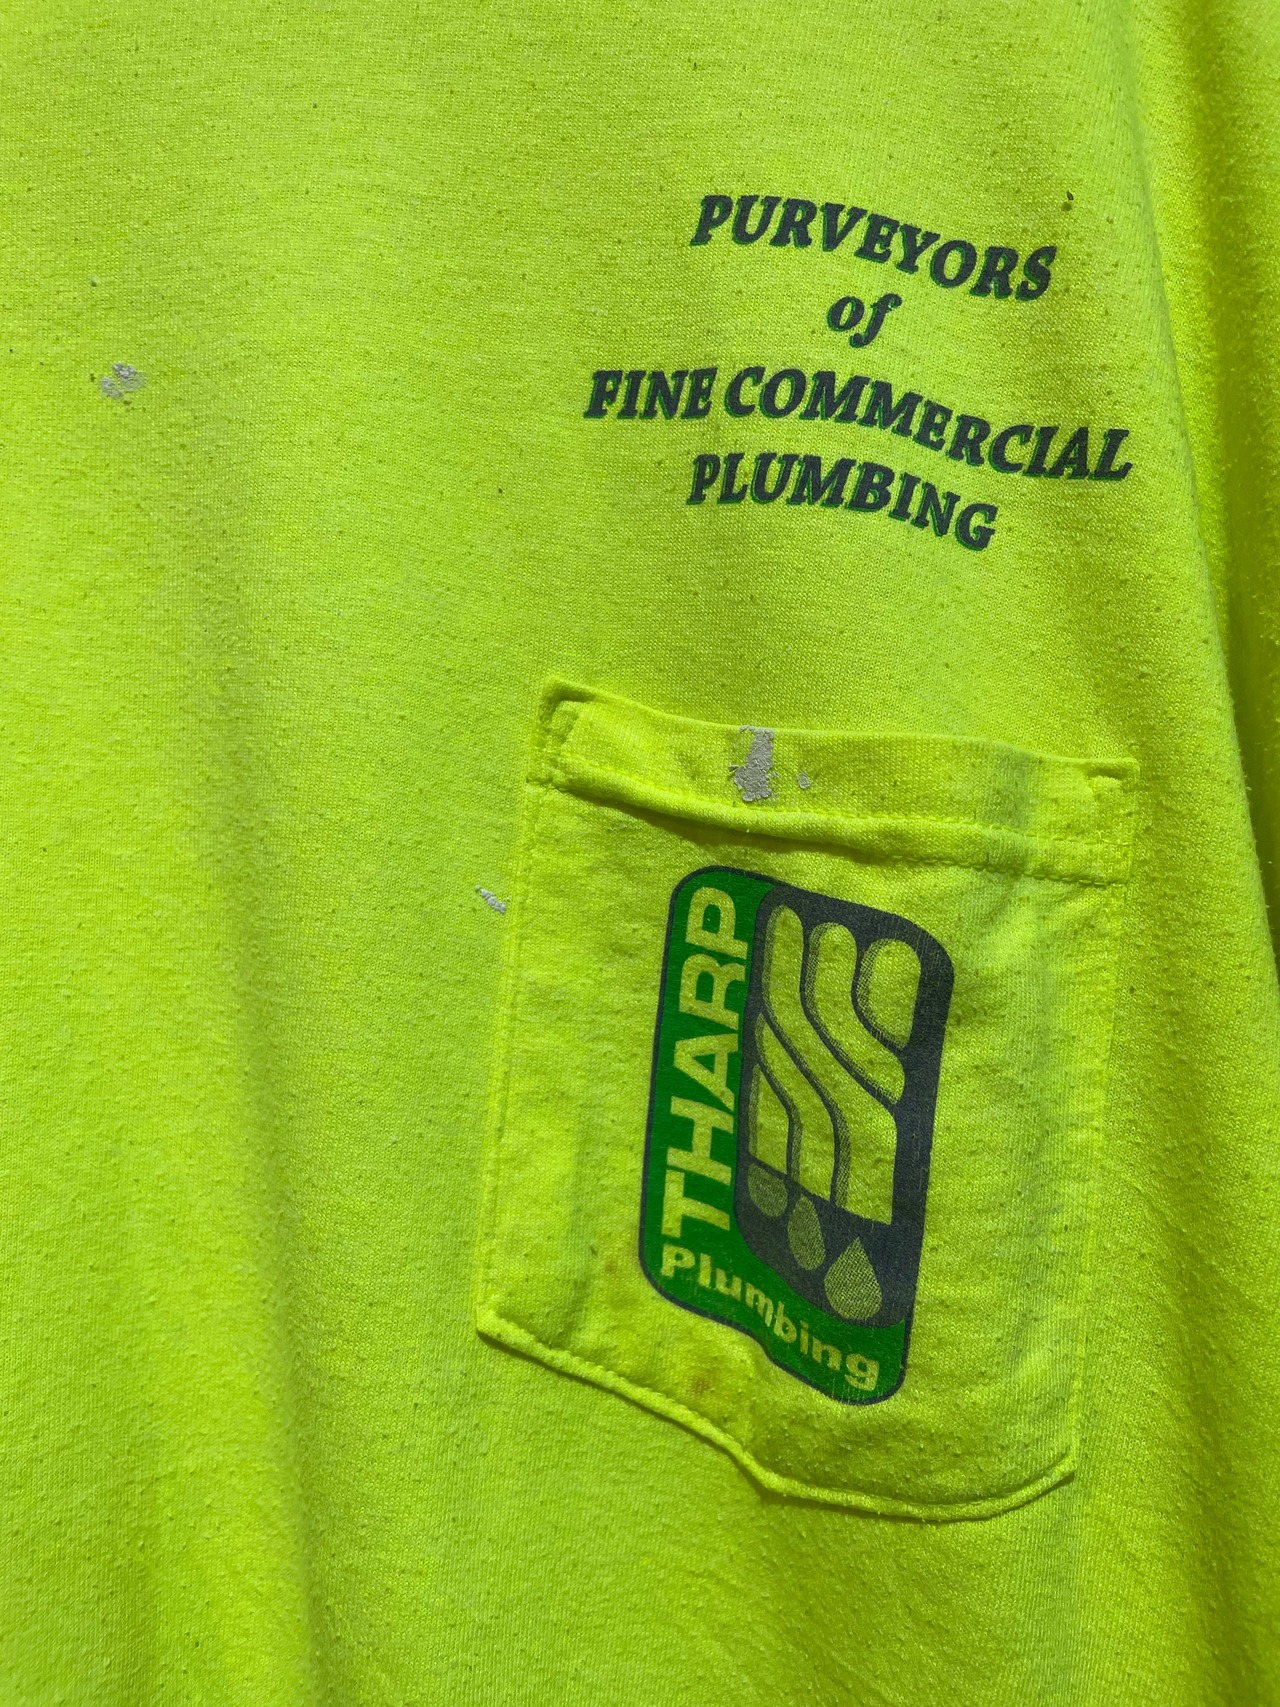 PURVEYORS
of
FINE COMMERCIAL
PLUMBING
THARP
Plumbing